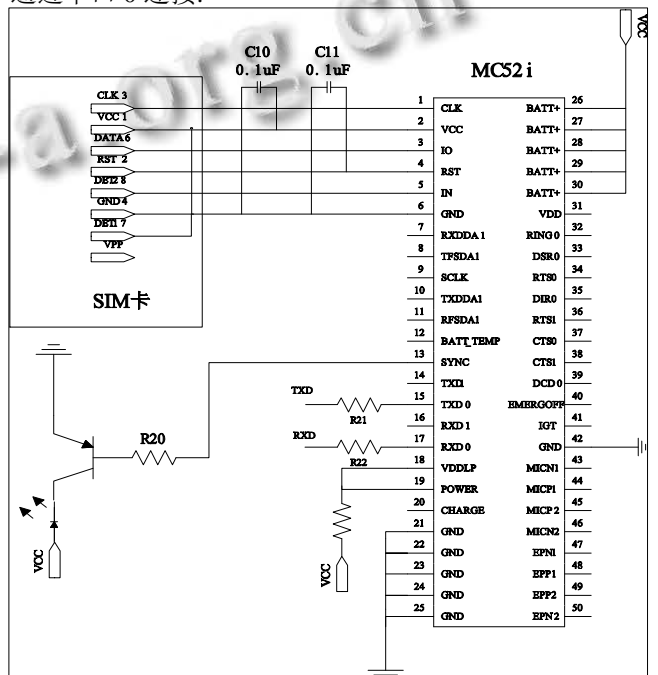 连接.
a.org.cn
C10
0. 1uF
C11
0. 1uF
VCC
MC52 i
CLK 3
VCC 1
DATA 6
RST 2
DET2 8
GND 4
DET1 7
VPP
SIM卡
1 CLK BATT+ 26
2 VCC BATT+ 27
3 IO BATT+ 28
4 RST BATT+ 29
5 IN BATT+ 30
6 GND VDD 31
7 RXDDA1 RING0 32
8 TFSDA1 DSR0 33
9 SCLK RTS0 34
10 TXDDA1 DIR0 35
11 RFSDA1 RTS1 36
12 BATT_TEMP CTS0 37
13 SYNC CTS1 38
14 TXD1 DCD0 39
15 TXD0 EMERGOFF 40
16 RXD1 IGT 41
17 RXD0 GND 42
18 VDDLP MICN1 43
19 POWER MICP1 44
20 CHARGE MICP2 45
21 GND MICN2 46
22 GND EPN1 47
23 GND EPP1 48
24 GND EPP2 49
25 GND EPN2 50
TXD
R21
RXD
R22
R20
VCC
VCC